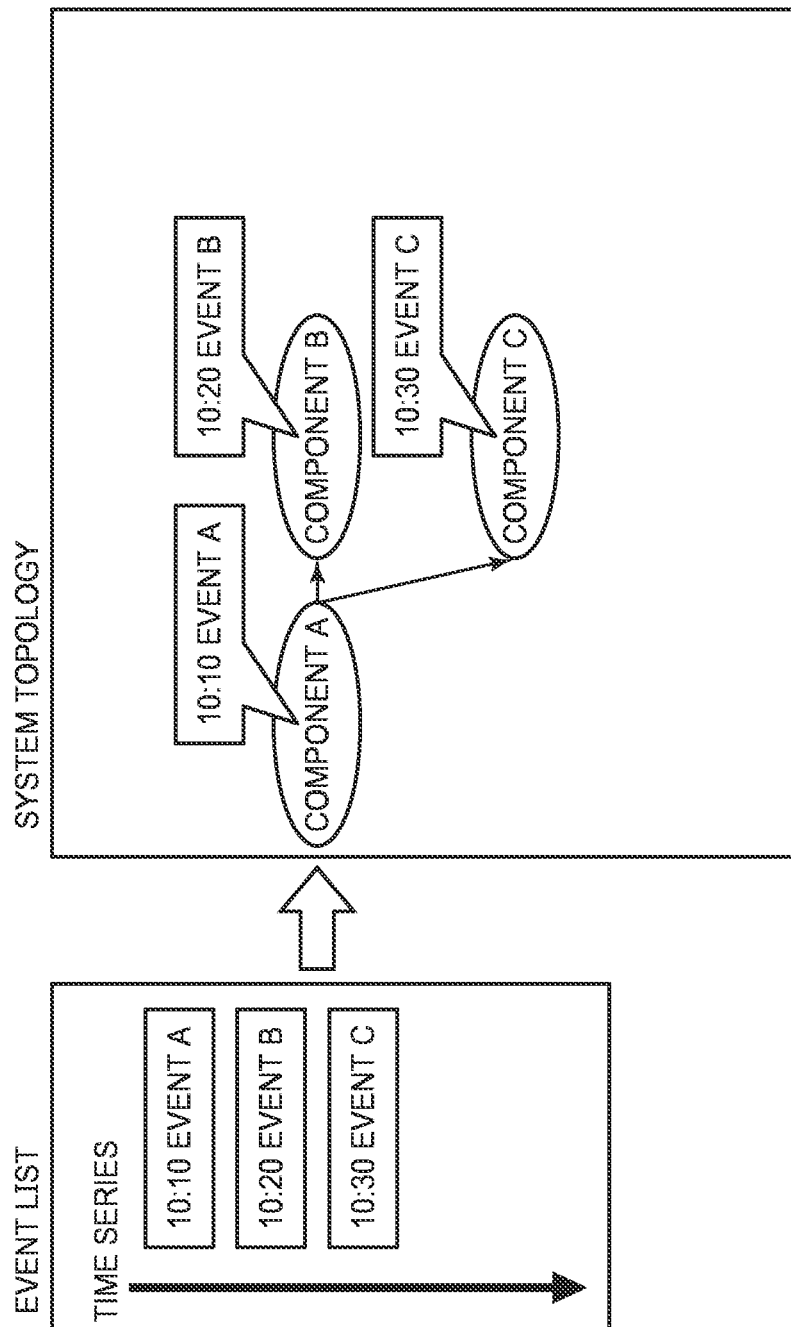 EVENT LIST
TIME SERIES
10:10 EVENT A
10:20 EVENT B
10:30 EVENT C
SYSTEM TOPOLOGY
10:10 EVENT A
10:20 EVENT B
COMPONENT A
COMPONENT B
10:30 EVENT C
COMPONENT C